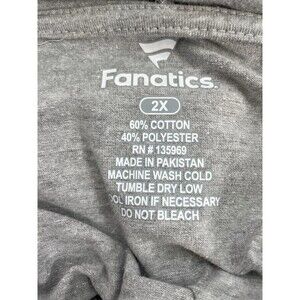 Fanatics
2X
60% COTTON
40% POLYESTER
RN # 135969
MADE IN PAKISTAN
MACHINE WASH COLD
TUMBLE DRY LOW
OOL IRON IF NECESSARY
DO NOT BLEACH